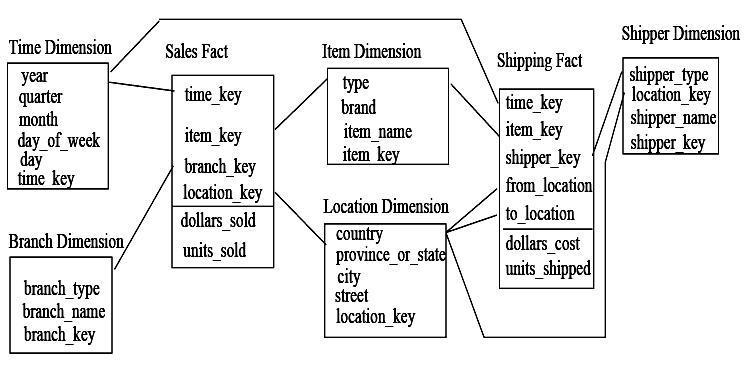 Time Dimension
year
quarter
month
day_of_week
day
time_key
Branch Dimension
branch_type
branch_name
branch_key
Sales Fact
time_key
item_key
branch_key
location_key
dollars_sold
units_sold
Item Dimension
type
brand
item_name
item_key
Location Dimension
country
province_or_state
city
street
location_key
Shipping Fact
time_key
item_key
shipper_key
from_location
to_location
dollars_cost
units_shipped
Shipper Dimension
shipper_type
location_key
shipper_name
shipper_key